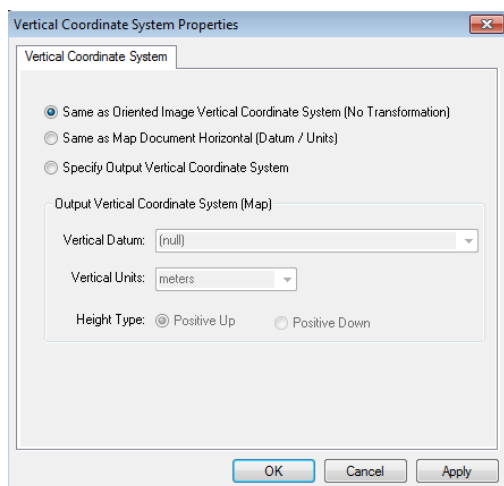 Vertical Coordinate System Properties
Vertical Coordinate System
Same as Oriented Image Vertical Coordinate System (No Transformation)
Same as Map Document Horizontal (Datum / Units)
Specify Output Vertical Coordinate System
Output Vertical Coordinate System (Map)
Vertical Datum: (null)
Vertical Units: meters
Height Type: Positive Up Positive Down
OK Cancel Apply